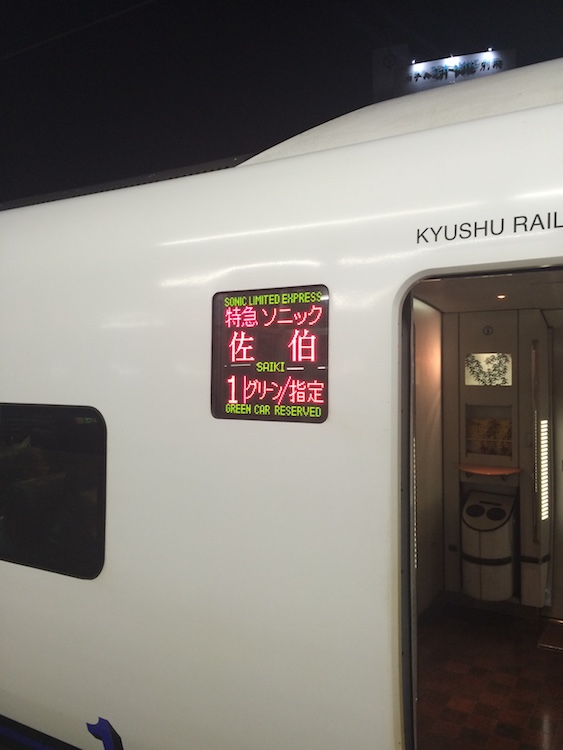 KYUSHU RAIL
SONIC LIMITED EXPRESS
特急 ソニック
佐 伯
SAIKI
1 グリーン/指定
GREEN CAR RESERVED